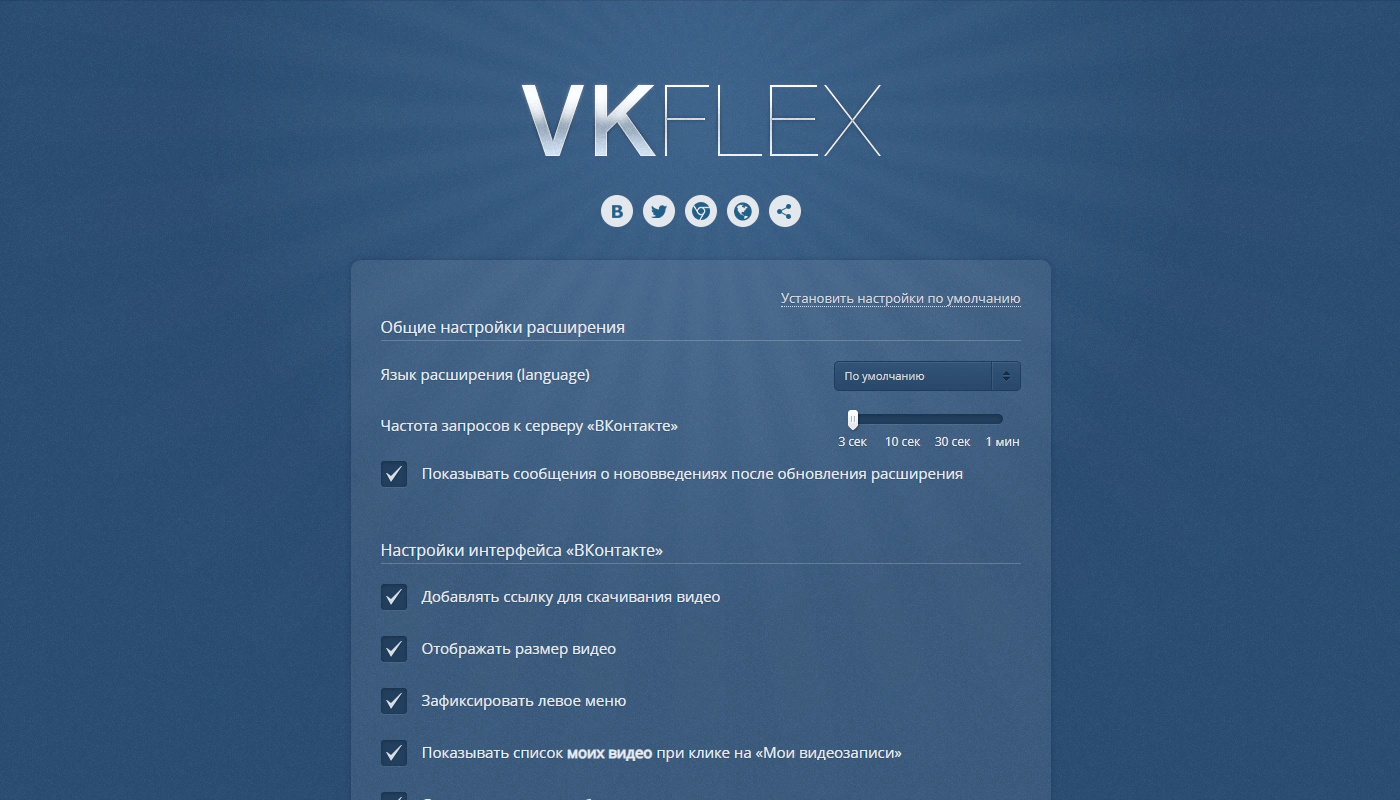 VKFLEX
Установить настройки по умолчанию
Общие настройки расширения
Язык расширения (language)
По умолчанию
Частота запросов к серверу «ВКонтакте»
3 сек 10 сек 30 сек 1 мин
Показывать сообщения о нововведениях после обновления расширения
Настройки интерфейса «ВКонтакте»
Добавлять ссылку для скачивания видео
Отображать размер видео
Зафиксировать левое меню
Показывать список моих видео при клике на «Мои видеозаписи»